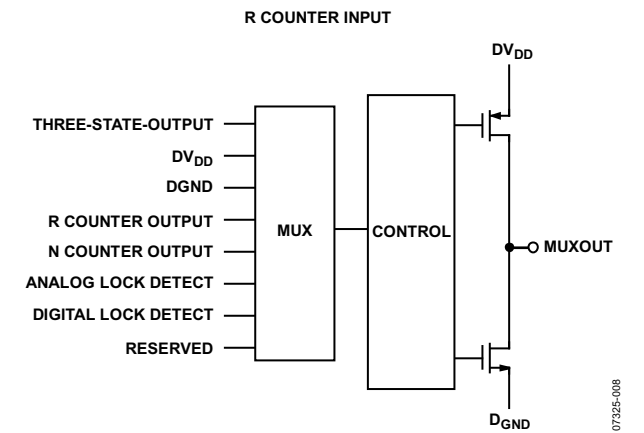 R COUNTER INPUT
DVDD
THREE-STATE-OUTPUT
DVDD
DGND
R COUNTER OUTPUT
N COUNTER OUTPUT
ANALOG LOCK DETECT
DIGITAL LOCK DETECT
RESERVED
MUX
CONTROL
MUXOUT
DGND
07325-008